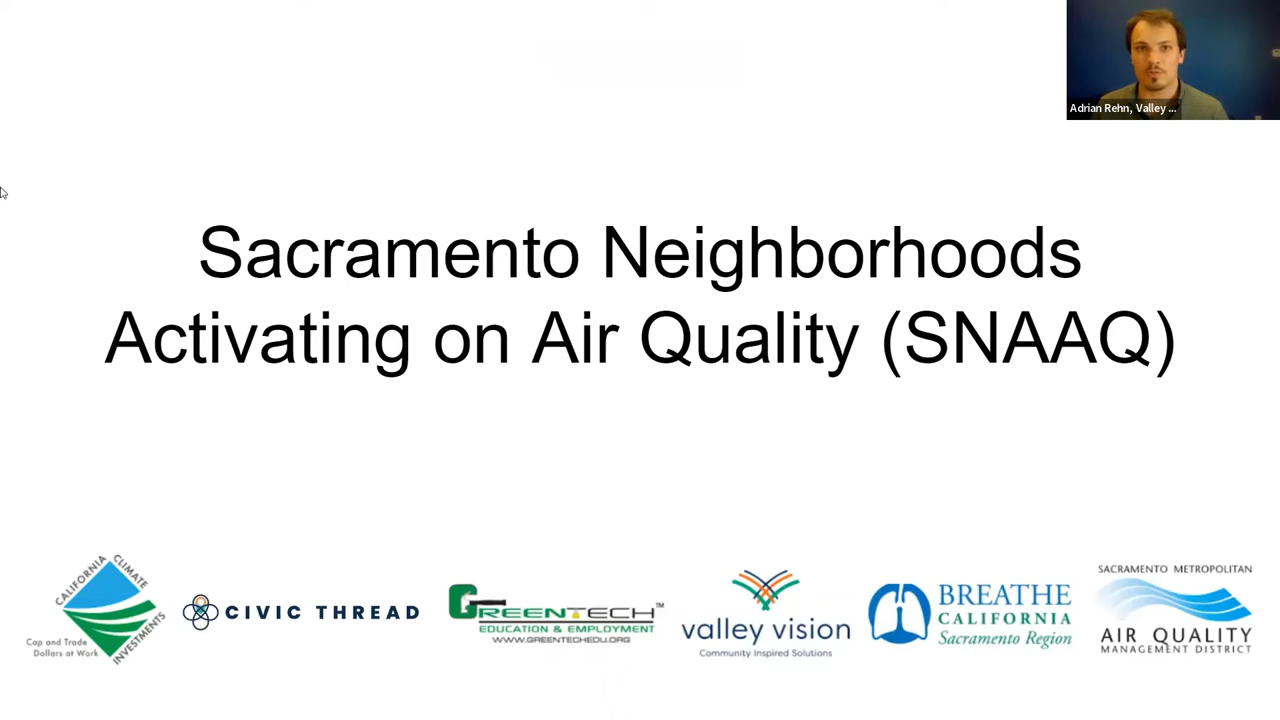 Adrian Rehn, Valley ...
Sacramento Neighborhoods
Activating on Air Quality (SNAAQ)
CALIFORNIA CLIMATE
INVESTMENTS
Cap and Trade
Dollars at Work
CIVIC THREAD
GREENTECH™
EDUCATION & EMPLOYMENT
WWW.GREENTECHEDU.ORG
valley vision
Community Inspired Solutions
BREATHE
CALIFORNIA
Sacramento Region
SACRAMENTO METROPOLITAN
AIR QUALITY
MANAGEMENT DISTRICT